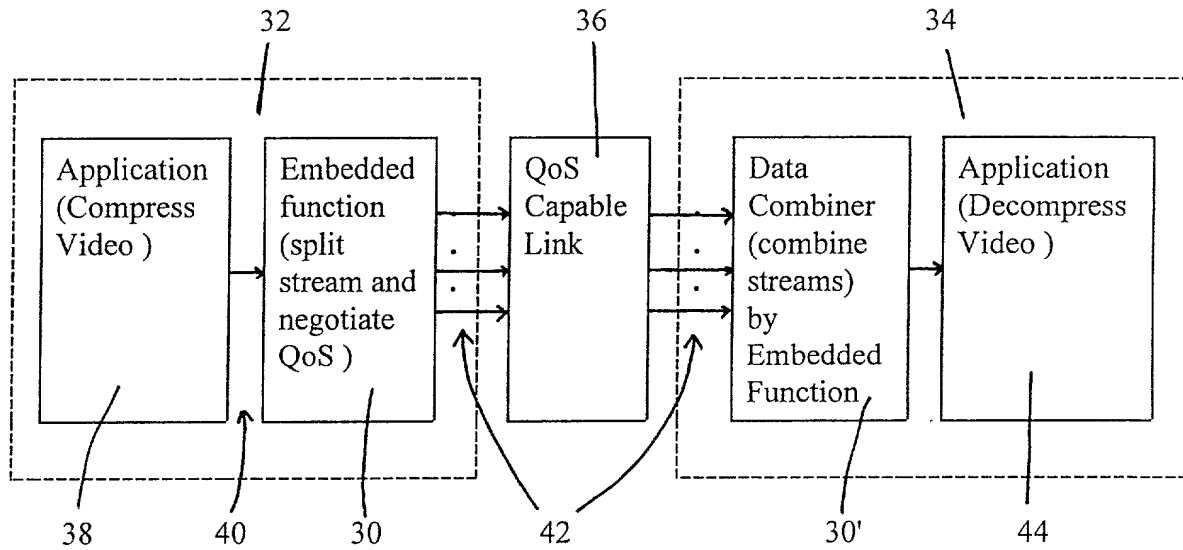 32
36
34
Application
(Compress
Video )
Embedded
function
(split
stream and
negotiate
QoS )
QoS
Capable
Link
Data
Combiner
(combine
streams)
by
Embedded
Function
Application
(Decompress
Video )
38
40
30
42
30'
44